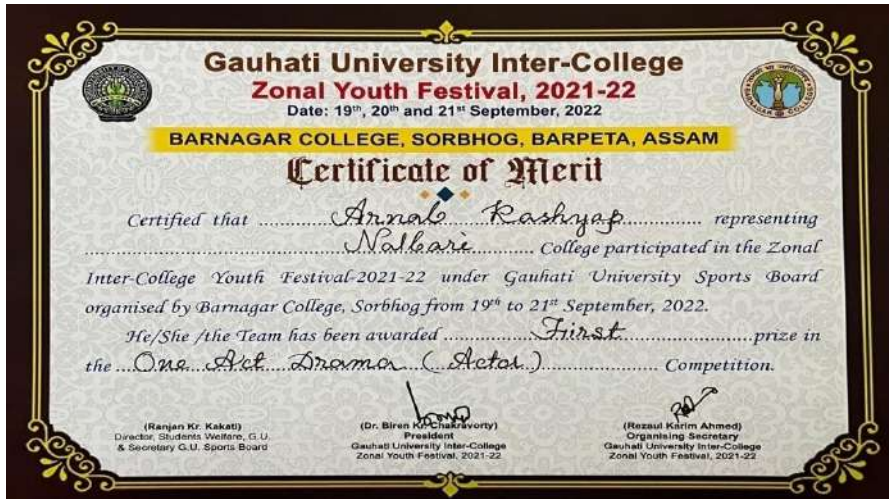 Gauhati University Inter-College
Zonal Youth Festival, 2021-22
Date: 19th, 20th and 21st September, 2022
BARNAGAR COLLEGE, SORBHOG, BARPETA, ASSAM
Certificate of Merit
Certified that ........ Arnab Kashyap ........ representing
........ Nalbari ........ College participated in the Zonal
Inter-College Youth Festival-2021-22 under Gauhati University Sports Board
organised by Barnagar College, Sorbhog from 19th to 21st September, 2022.
He/She /the Team has been awarded ........ First ........ prize in
the ... One Act Drama (Actor) ........ Competition.
(Ranjan Kr. Kakati)
Director, Students Welfare, G.U.
& Secretary G.U. Sports Board
(Dr. Biren Kr. Chakravorty)
President
Gauhati University Inter-College
Zonal Youth Festival, 2021-22
(Rezaul Karim Ahmed)
Organising Secretary
Gauhati University Inter-College
Zonal Youth Festival, 2021-22